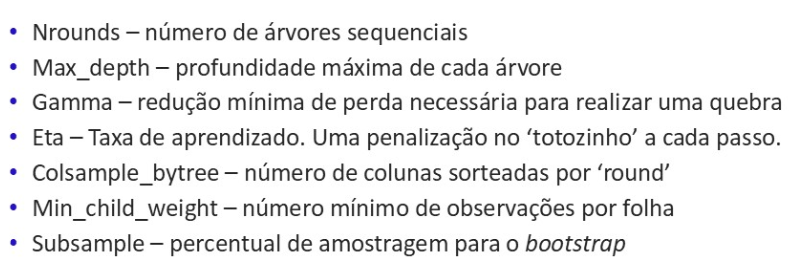 • Nrounds – número de árvores sequenciais
• Max_depth – profundidade máxima de cada árvore
• Gamma – redução mínima de perda necessária para realizar uma quebra
• Eta – Taxa de aprendizado. Uma penalização no ‘totozinho’ a cada passo.
• Colsample_bytree – número de colunas sorteadas por ‘round’
• Min_child_weight – número mínimo de observações por folha
• Subsample – percentual de amostragem para o bootstrap